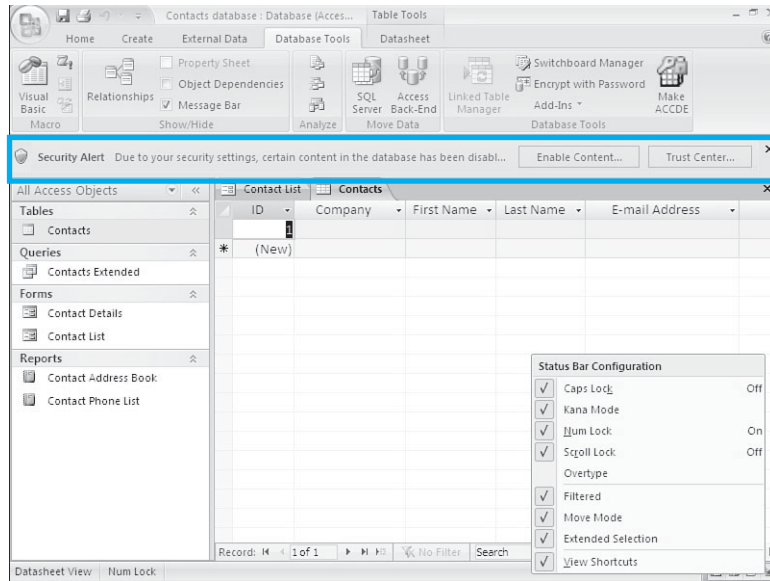 Contacts database : Database (Acces...
Table Tools
Home Create External Data Database Tools Datasheet
Visual Basic
Macro
Relationships
Property Sheet
Object Dependencies
Message Bar
Show/Hide
Analyze
SQL Server
Access Back-End
Move Data
Linked Table Manager
Switchboard Manager
Encrypt with Password
Add-Ins
Make ACCDE
Database Tools
Security Alert Due to your security settings, certain content in the database has been disabl... Enable Content... Trust Center...
All Access Objects
Tables
Contacts
Queries
Contacts Extended
Forms
Contact Details
Contact List
Reports
Contact Address Book
Contact Phone List
Contact List Contacts
ID Company First Name Last Name E-mail Address
1
(New)
Status Bar Configuration
Caps Lock Off
Kana Mode
Num Lock On
Scroll Lock Off
Overtype
Filtered
Move Mode
Extended Selection
View Shortcuts
Record: 1 of 1 No Filter Search
Datasheet View Num Lock